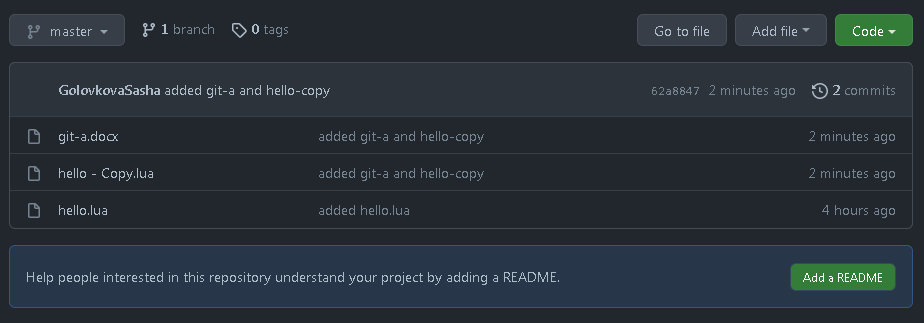 master 1 branch 0 tags Go to file Add file Code
GolovkovaSasha added git-a and hello-copy 62a8847 2 minutes ago 2 commits
git-a.docx added git-a and hello-copy 2 minutes ago
hello - Copy.lua added git-a and hello-copy 2 minutes ago
hello.lua added hello.lua 4 hours ago
Help people interested in this repository understand your project by adding a README. Add a README